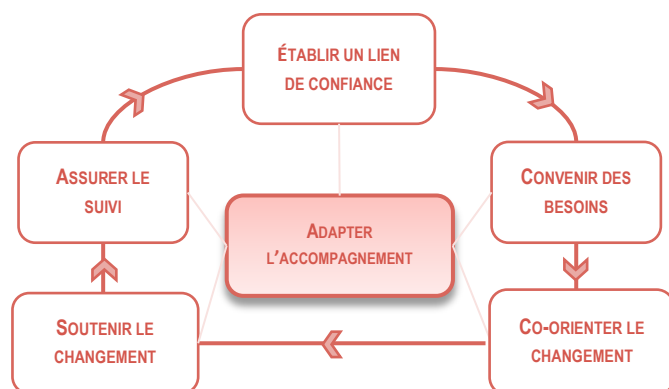 ÉTABLIR UN LIEN
DE CONFIANCE
ASSURER LE
SUIVI
CONVENIR DES
BESOINS
ADAPTER
L'ACCOMPAGNEMENT
SOUTENIR LE
CHANGEMENT
CO-ORIENTER LE
CHANGEMENT